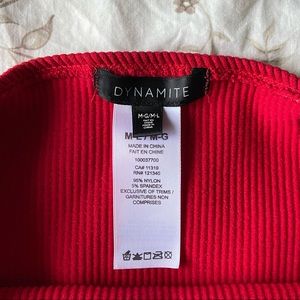 DYNAMITE
M-G/M-L
M-L / M-G
MADE IN CHINA
FAIT EN CHINE
100037700
CA# 11319
RN# 121340
95% NYLON
5% SPANDEX
EXCLUSIVE OF TRIMS /
GARNITURES NON
COMPRISES